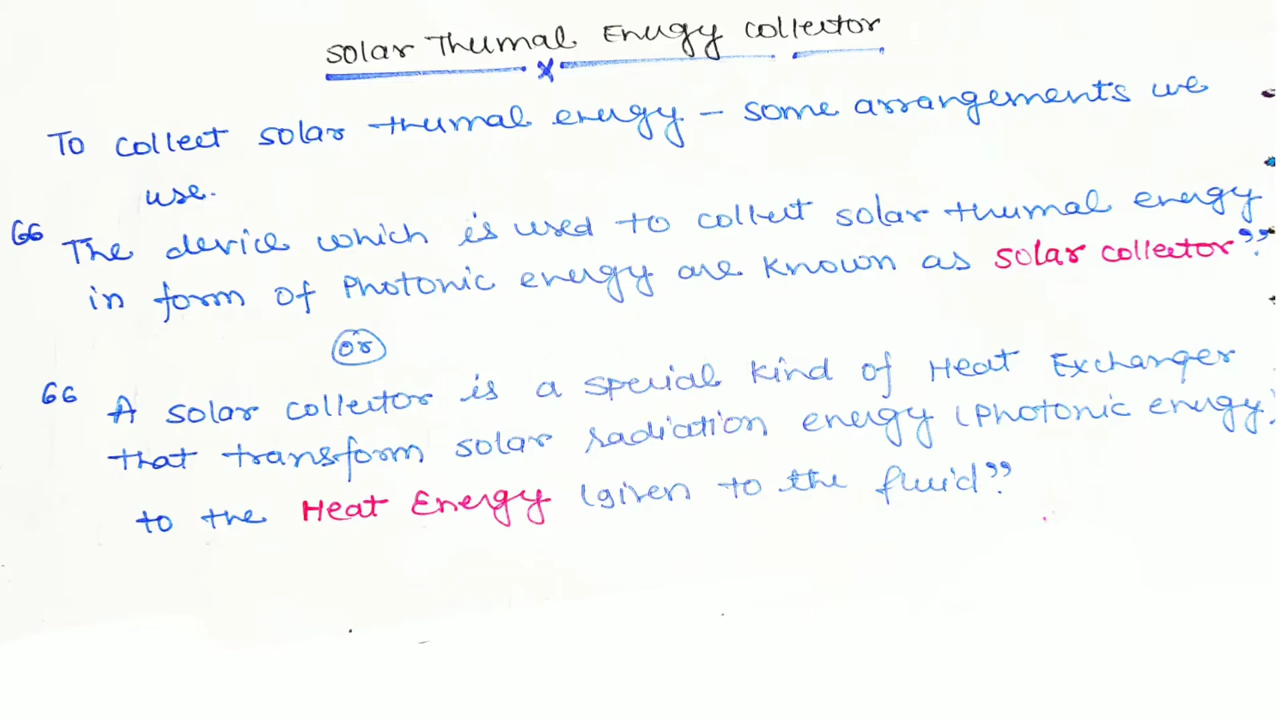 Solar Thermal Energy collector
To collect solar thermal energy - some arrangements we
use.
“ The device which is used to collect solar thermal energy
in form of Photonic energy are known as solar collector”.
or
“ A solar collector is a special kind of Heat Exchanger
that transform solar radiation energy (Photonic energy)
to the Heat Energy (given to the fluid”.